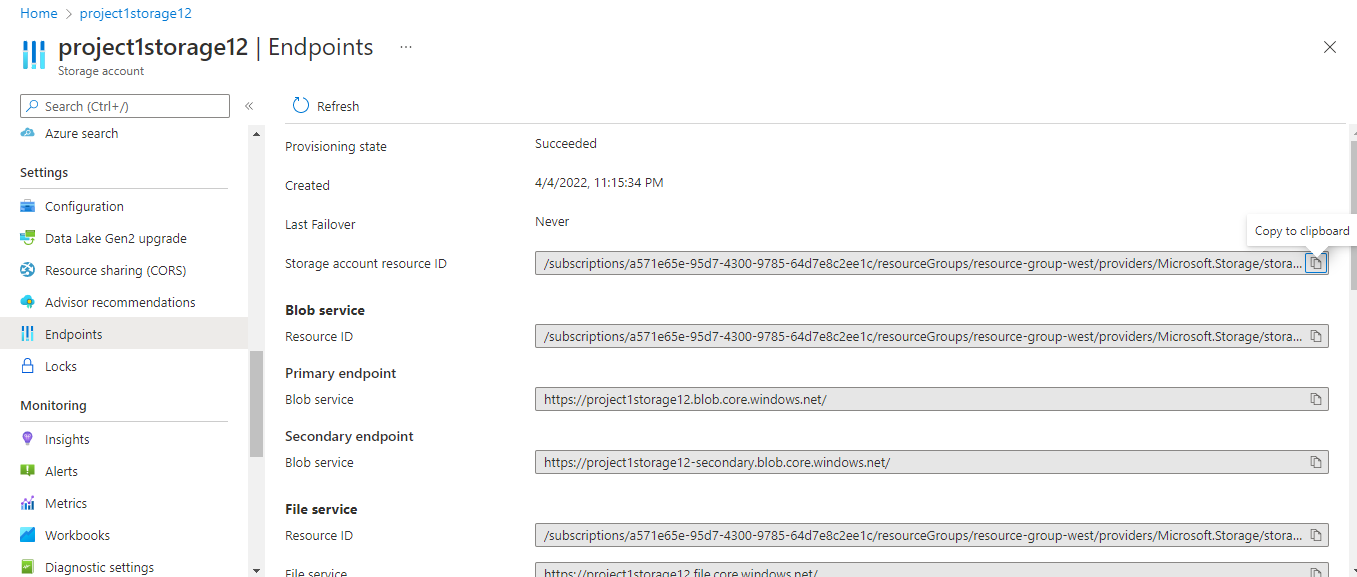 Home > project1storage12
project1storage12 | Endpoints ...
Storage account
Search (Ctrl+/)
«
Azure search
Settings
Configuration
Data Lake Gen2 upgrade
Resource sharing (CORS)
Advisor recommendations
Endpoints
Locks
Monitoring
Insights
Alerts
Metrics
Workbooks
Diagnostic settings
Refresh
Provisioning state Succeeded
Created 4/4/2022, 11:15:34 PM
Last Failover Never
Copy to clipboard
Storage account resource ID /subscriptions/a571e65e-95d7-4300-9785-64d7e8c2ee1c/resourceGroups/resource-group-west/providers/Microsoft.Storage/stora...
Blob service
Resource ID /subscriptions/a571e65e-95d7-4300-9785-64d7e8c2ee1c/resourceGroups/resource-group-west/providers/Microsoft.Storage/stora...
Primary endpoint
Blob service https://project1storage12.blob.core.windows.net/
Secondary endpoint
Blob service https://project1storage12-secondary.blob.core.windows.net/
File service
Resource ID /subscriptions/a571e65e-95d7-4300-9785-64d7e8c2ee1c/resourceGroups/resource-group-west/providers/Microsoft.Storage/stora...
File service https://project1storage12.file.core.windows.net/